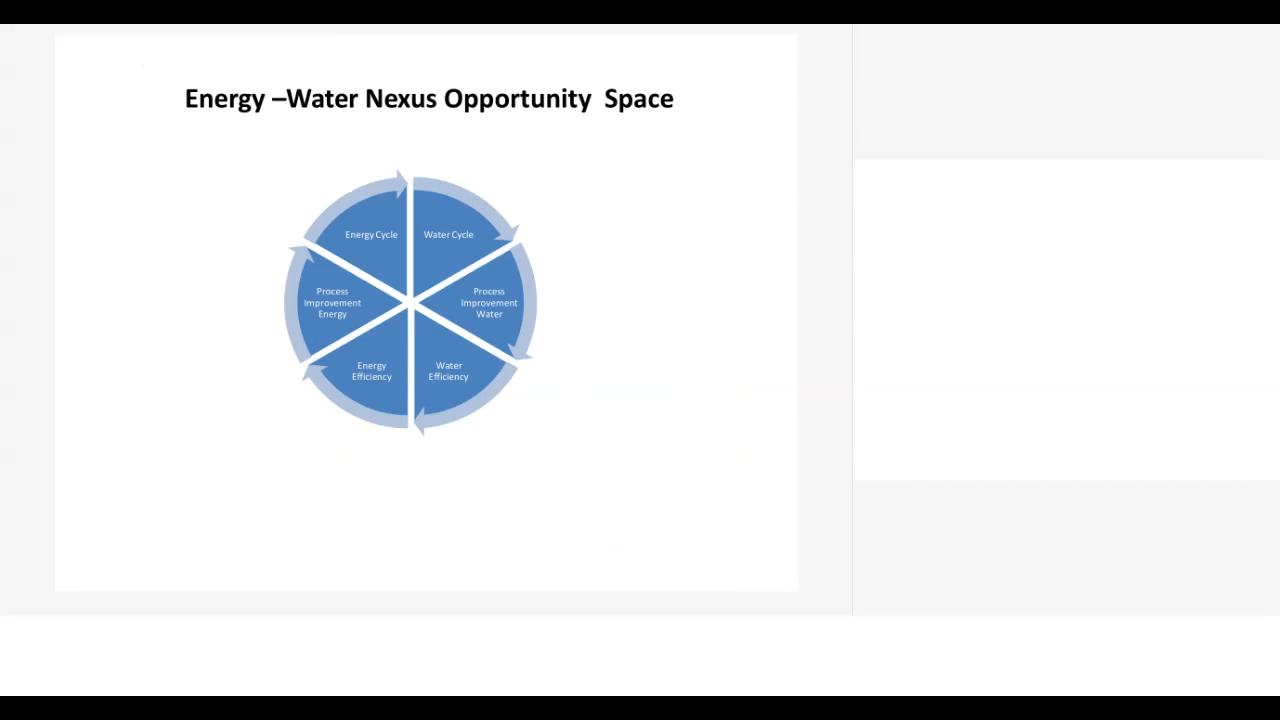 Energy –Water Nexus Opportunity  Space
Energy Cycle
Water Cycle
Process
Improvement
Energy
Process
Improvement
Water
Energy
Efficiency
Water
Efficiency